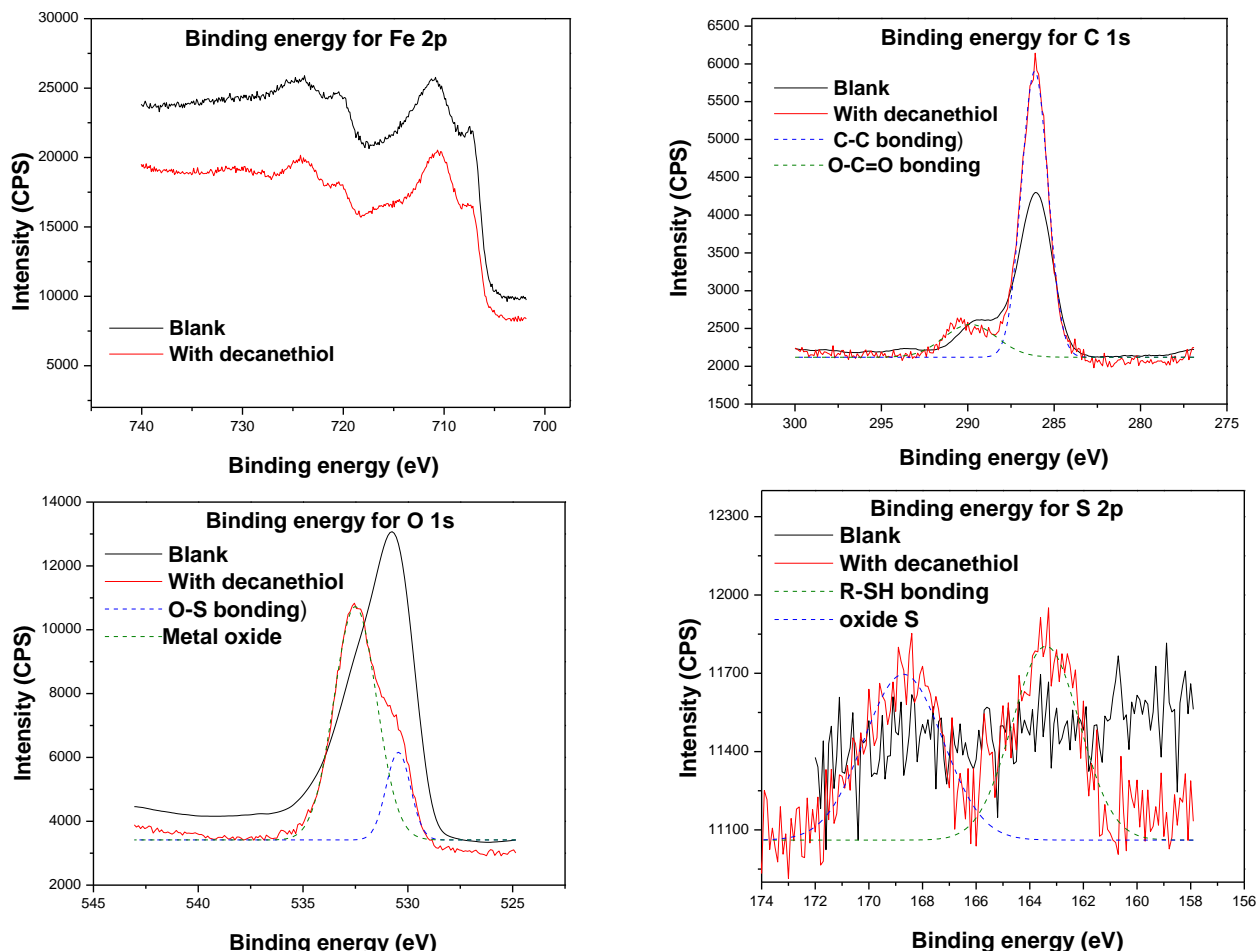 Binding energy for Fe 2p
30000
25000
20000
15000
10000
5000
Intensity (CPS)
Blank
With decanethiol
740
730
720
710
700
Binding energy (eV)
Binding energy for C 1s
6500
6000
5250
4500
3750
3000
2250
2000
1500
Intensity (CPS)
Blank
With decanethiol
C-C bonding)
O-C=O bonding
300
295
290
285
280
275
Binding energy (eV)
Binding energy for O 1s
14000
12000
10000
8000
6000
4000
2000
Intensity (CPS)
Blank
With decanethiol
O-S bonding)
Metal oxide
545
540
535
530
525
Binding energy (eV)
Binding energy for S 2p
12300
12000
11700
11400
11100
Intensity (CPS)
Blank
With decanethiol
R-SH bonding
oxide S
174
172
170
168
166
164
162
160
158
156
Binding energy (eV)